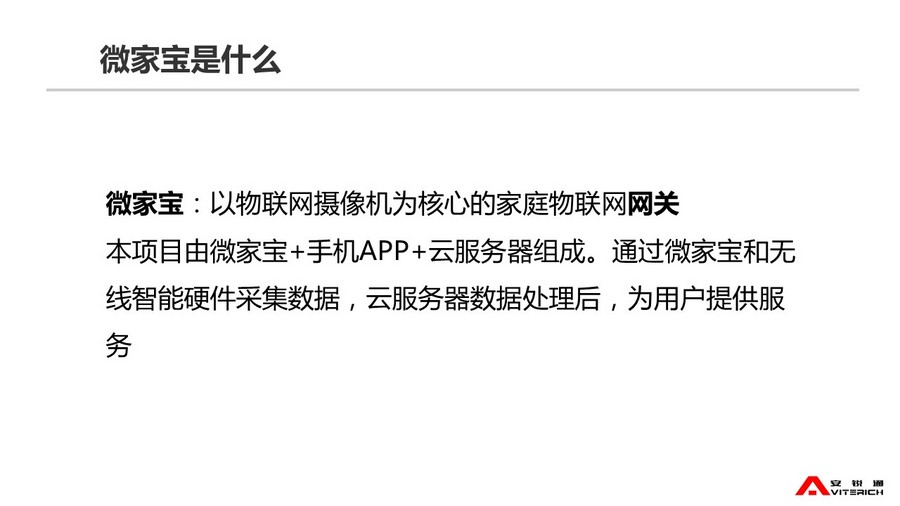 微家宝是什么
微家宝：以物联网摄像机为核心的家庭物联网网关
本项目由微家宝+手机APP+云服务器组成。通过微家宝和无
线智能硬件采集数据，云服务器数据处理后，为用户提供服
务
安锐通
AVITERICH